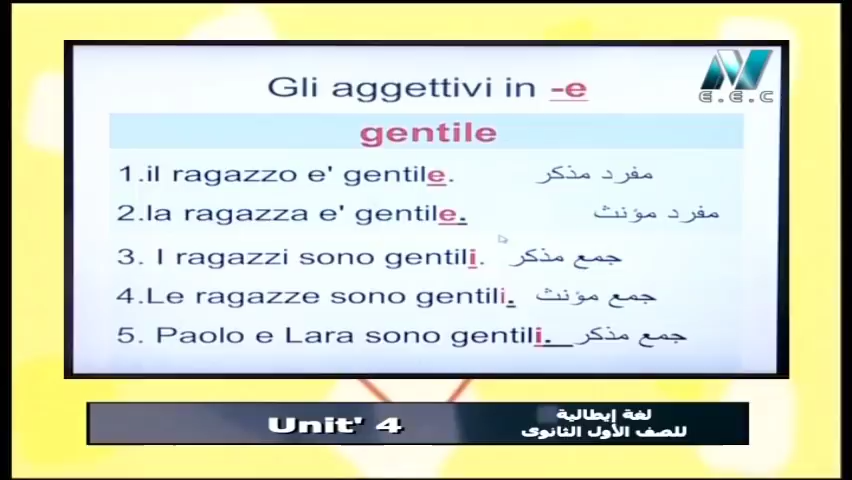 Gli aggettivi in -e
E.E.C
gentile
1.il ragazzo e' gentile. مفرد مذكر
2.la ragazza e' gentile. مفرد مؤنث
3. I ragazzi sono gentili. جمع مذكر
4.Le ragazze sono gentili. جمع مؤنث
5. Paolo e Lara sono gentili. جمع مذكر
Unit' 4
لغة إيطالية
للصف الأول الثانوى